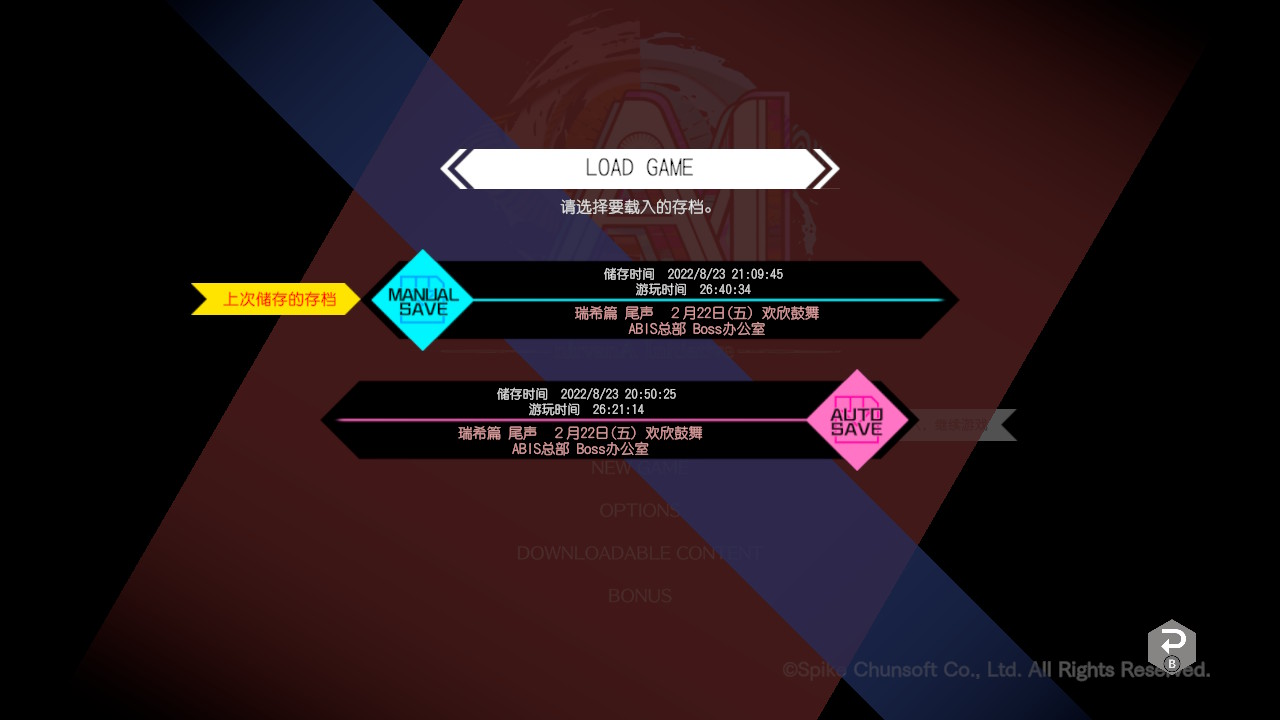 LOAD GAME
请选择要载入的存档。
上次储存的存档
MANUAL
SAVE
储存时间 2022/8/23 21:09:45
游玩时间 26:40:34
瑞希篇 尾声 2月22日(五) 欢欣鼓舞
ABIS总部 Boss办公室
储存时间 2022/8/23 20:50:25
游玩时间 26:21:14
瑞希篇 尾声 2月22日(五) 欢欣鼓舞
ABIS总部 Boss办公室
AUTO
SAVE
继续游戏
NEW GAME
OPTIONS
DOWNLOADABLE CONTENT
BONUS
B
©Spike Chunsoft Co., Ltd. All Rights Reserved.